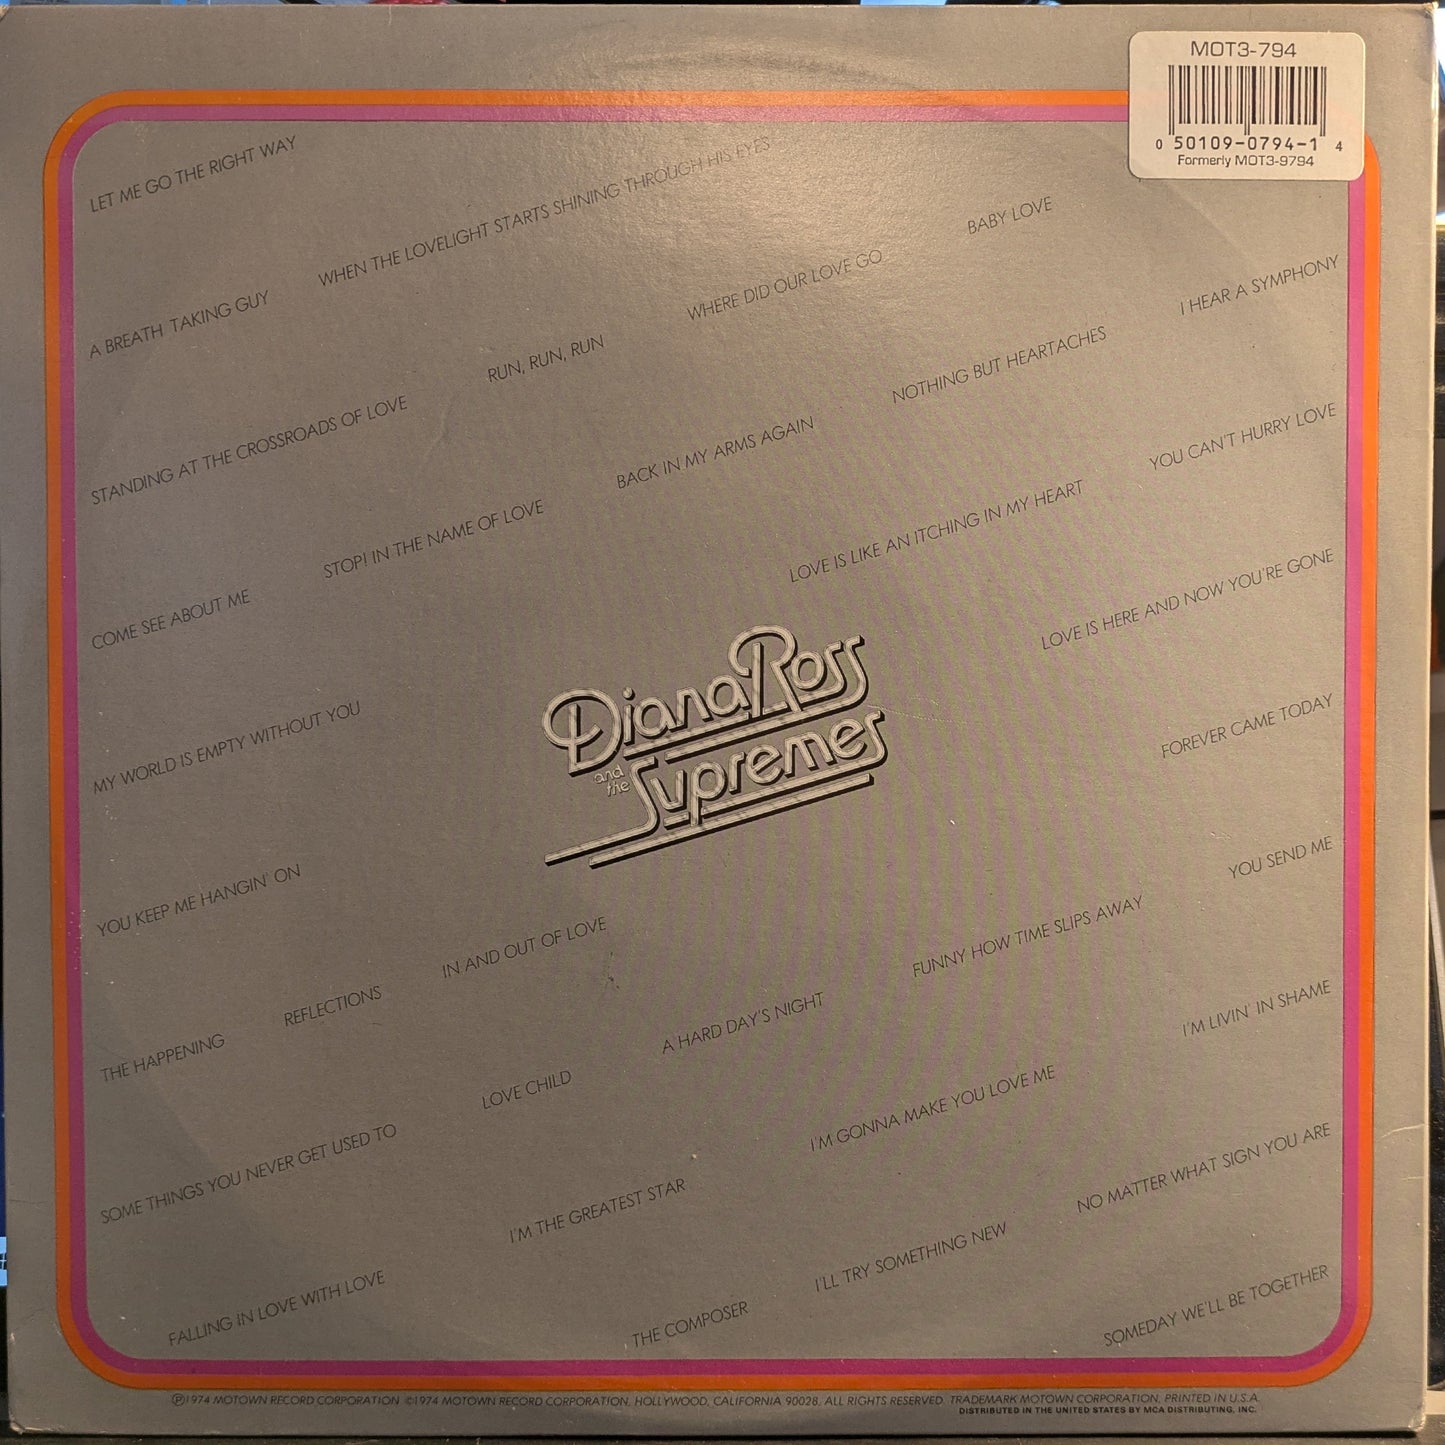 MOT3-794
0 50109-0794-1 4
Formerly MOT3-9794
LET ME GO THE RIGHT WAY
A BREATH TAKING GUY
WHEN THE LOVELIGHT STARTS SHINING THROUGH HIS EYES
STANDING AT THE CROSSROADS OF LOVE
RUN, RUN, RUN
WHERE DID OUR LOVE GO
BABY LOVE
COME SEE ABOUT ME
STOP! IN THE NAME OF LOVE
BACK IN MY ARMS AGAIN
NOTHING BUT HEARTACHES
I HEAR A SYMPHONY
MY WORLD IS EMPTY WITHOUT YOU
LOVE IS LIKE AN ITCHING IN MY HEART
YOU CAN'T HURRY LOVE
YOU KEEP ME HANGIN' ON
Diana Ross
and the
Supremes
LOVE IS HERE AND NOW YOU'RE GONE
THE HAPPENING
REFLECTIONS
IN AND OUT OF LOVE
FOREVER CAME TODAY
SOME THINGS YOU NEVER GET USED TO
LOVE CHILD
A HARD DAY'S NIGHT
FUNNY HOW TIME SLIPS AWAY
YOU SEND ME
FALLING IN LOVE WITH LOVE
I'M THE GREATEST STAR
I'M GONNA MAKE YOU LOVE ME
I'M LIVIN' IN SHAME
THE COMPOSER
I'LL TRY SOMETHING NEW
NO MATTER WHAT SIGN YOU ARE
SOMEDAY WE'LL BE TOGETHER
℗1974 MOTOWN RECORD CORPORATION ©1974 MOTOWN RECORD CORPORATION, HOLLYWOOD, CALIFORNIA 90028. ALL RIGHTS RESERVED. TRADEMARK MOTOWN CORPORATION, PRINTED IN U.S.A.
DISTRIBUTED IN THE UNITED STATES BY MCA DISTRIBUTING, INC.